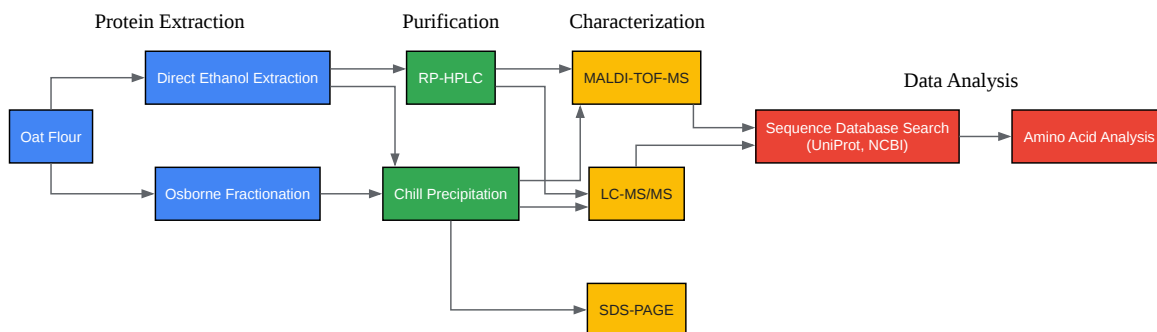 Protein Extraction
Purification
Characterization
Data Analysis
Oat Flour
Direct Ethanol Extraction
Osborne Fractionation
RP-HPLC
Chill Precipitation
MALDI-TOF-MS
LC-MS/MS
SDS-PAGE
Sequence Database Search
(UniProt, NCBI)
Amino Acid Analysis